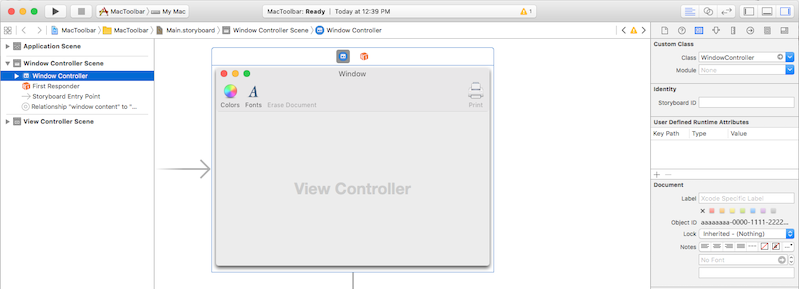 MacToolbar
My Mac
MacToolbar: Ready | Today at 12:39 PM
MacToolbar
MacToolbar
Main.storyboard
Window Controller Scene
Window Controller
Application Scene
Window Controller Scene
Window Controller
First Responder
Storyboard Entry Point
Relationship "window content" to "...
View Controller Scene
Window
Colors
Fonts
Erase Document
Print
View Controller
Custom Class
Class
WindowController
Module
None
Identity
Storyboard ID
User Defined Runtime Attributes
Key Path
Type
Value
Document
Label
Xcode Specific Label
Object ID
aaaaaaaa-0000-1111-2222...
Lock
Inherited - (Nothing)
Notes
No Font